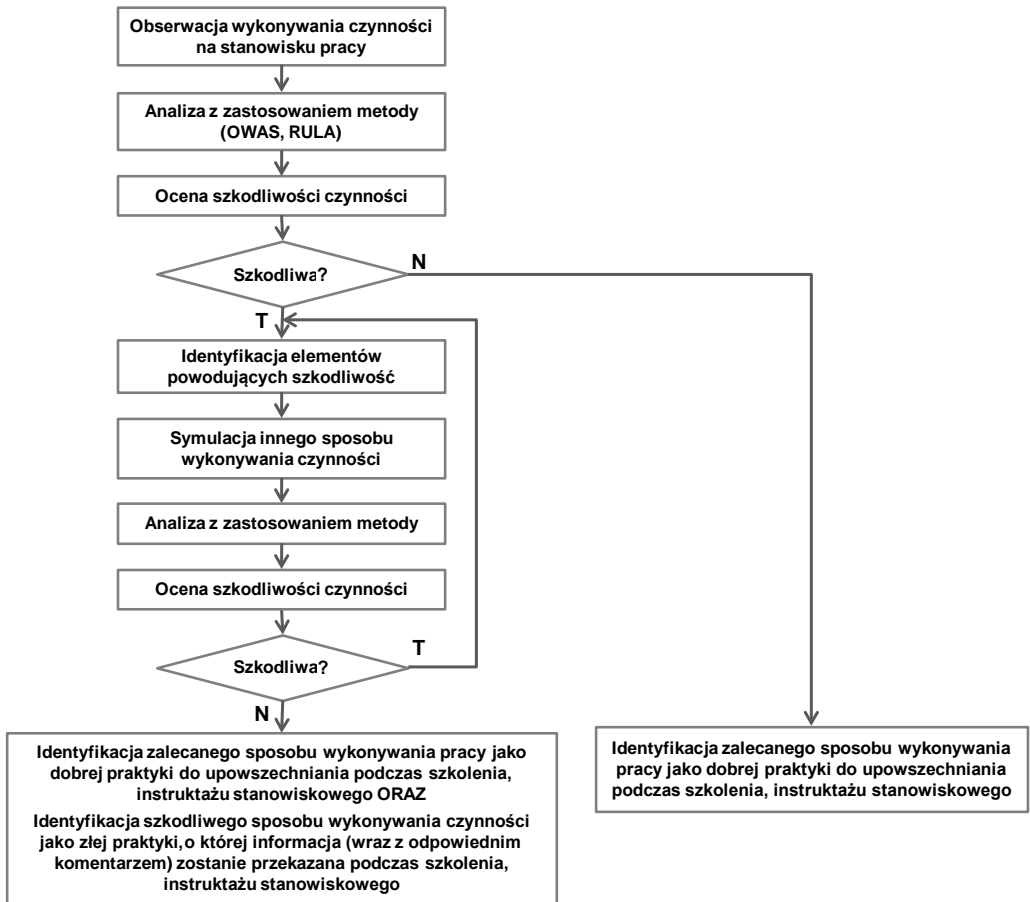 Obserwacja wykonywania czynności
na stanowisku pracy
Analiza z zastosowaniem metody
(OWAS, RULA)
Ocena szkodliwości czynności
Szkodliwa?
N
T
Identyfikacja elementów
powodujących szkodliwość
Symulacja innego sposobu
wykonywania czynności
Analiza z zastosowaniem metody
Ocena szkodliwości czynności
Szkodliwa?
T
N
Identyfikacja zalecanego sposobu wykonywania pracy jako
dobrej praktyki do upowszechniania podczas szkolenia,
instruktażu stanowiskowego ORAZ
Identyfikacja szkodliwego sposobu wykonywania czynności
jako złej praktyki, o której informacja (wraz z odpowiednim
komentarzem) zostanie przekazana podczas szkolenia,
instruktażu stanowiskowego
Identyfikacja zalecanego sposobu wykonywania
pracy jako dobrej praktyki do upowszechniania
podczas szkolenia, instruktażu stanowiskowego